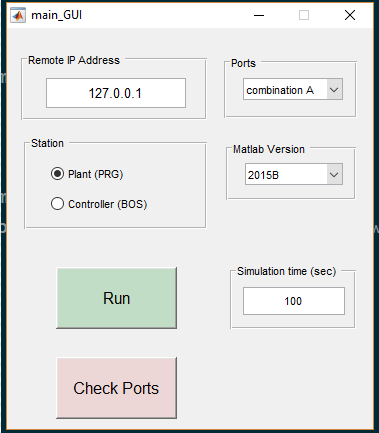 main_GUI
Remote IP Address
127.0.0.1
Ports
combination A
Station
Plant (PRG)
Controller (BOS)
Matlab Version
2015B
Run
Simulation time (sec)
100
Check Ports